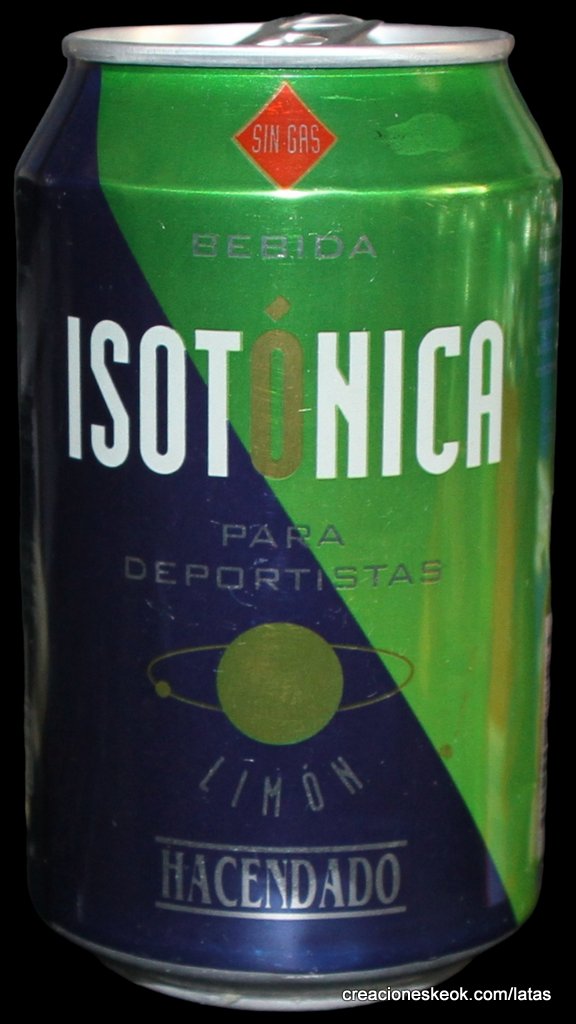 SIN·GAS
BEBIDA
ISOTÓNICA
PARA
DEPORTISTAS
LIMÓN
HACENDADO
creacioneskeok.com/latas